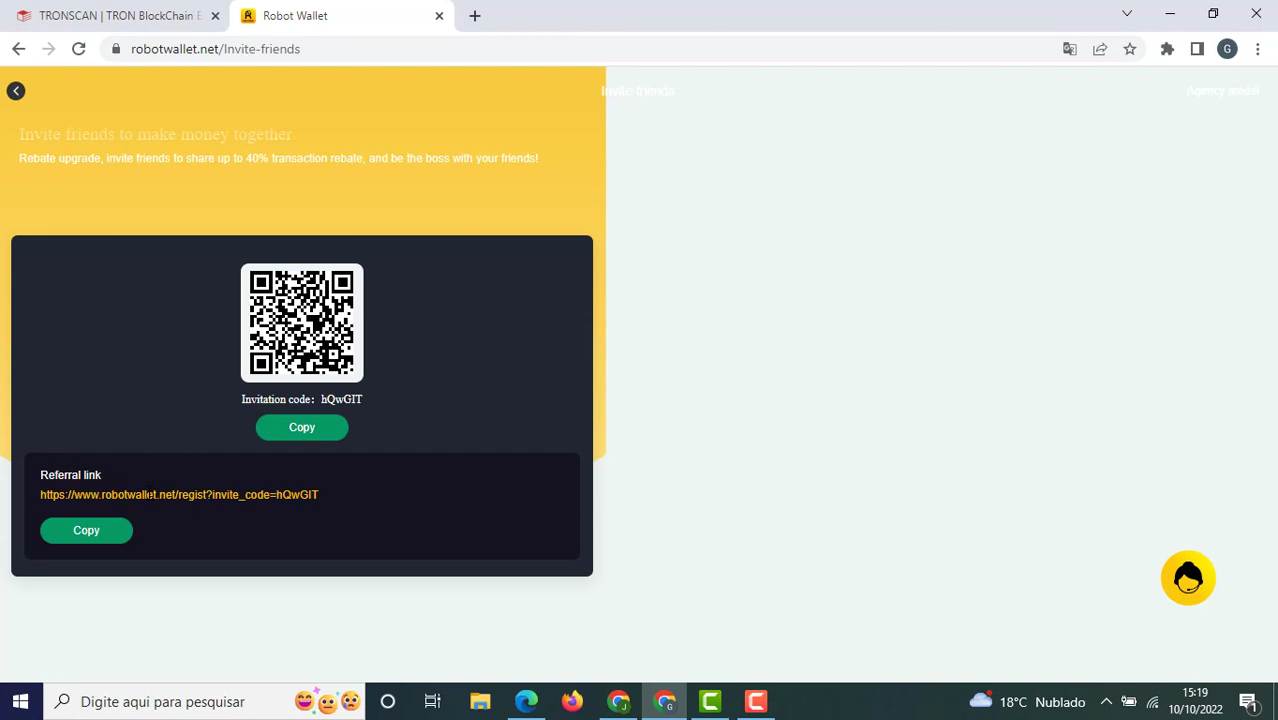 TRONSCAN | TRON BlockChain E
Robot Wallet
robotwallet.net/Invite-friends
G
Invite friends
Agency model
Invite friends to make money together
Rebate upgrade, invite friends to share up to 40% transaction rebate, and be the boss with your friends!
Invitation code： hQwGIT
Copy
Referral link
https://www.robotwallet.net/regist?invite_code=hQwGIT
Copy
Digite aqui para pesquisar
J
G
18°C Nublado
15:19
10/10/2022
1